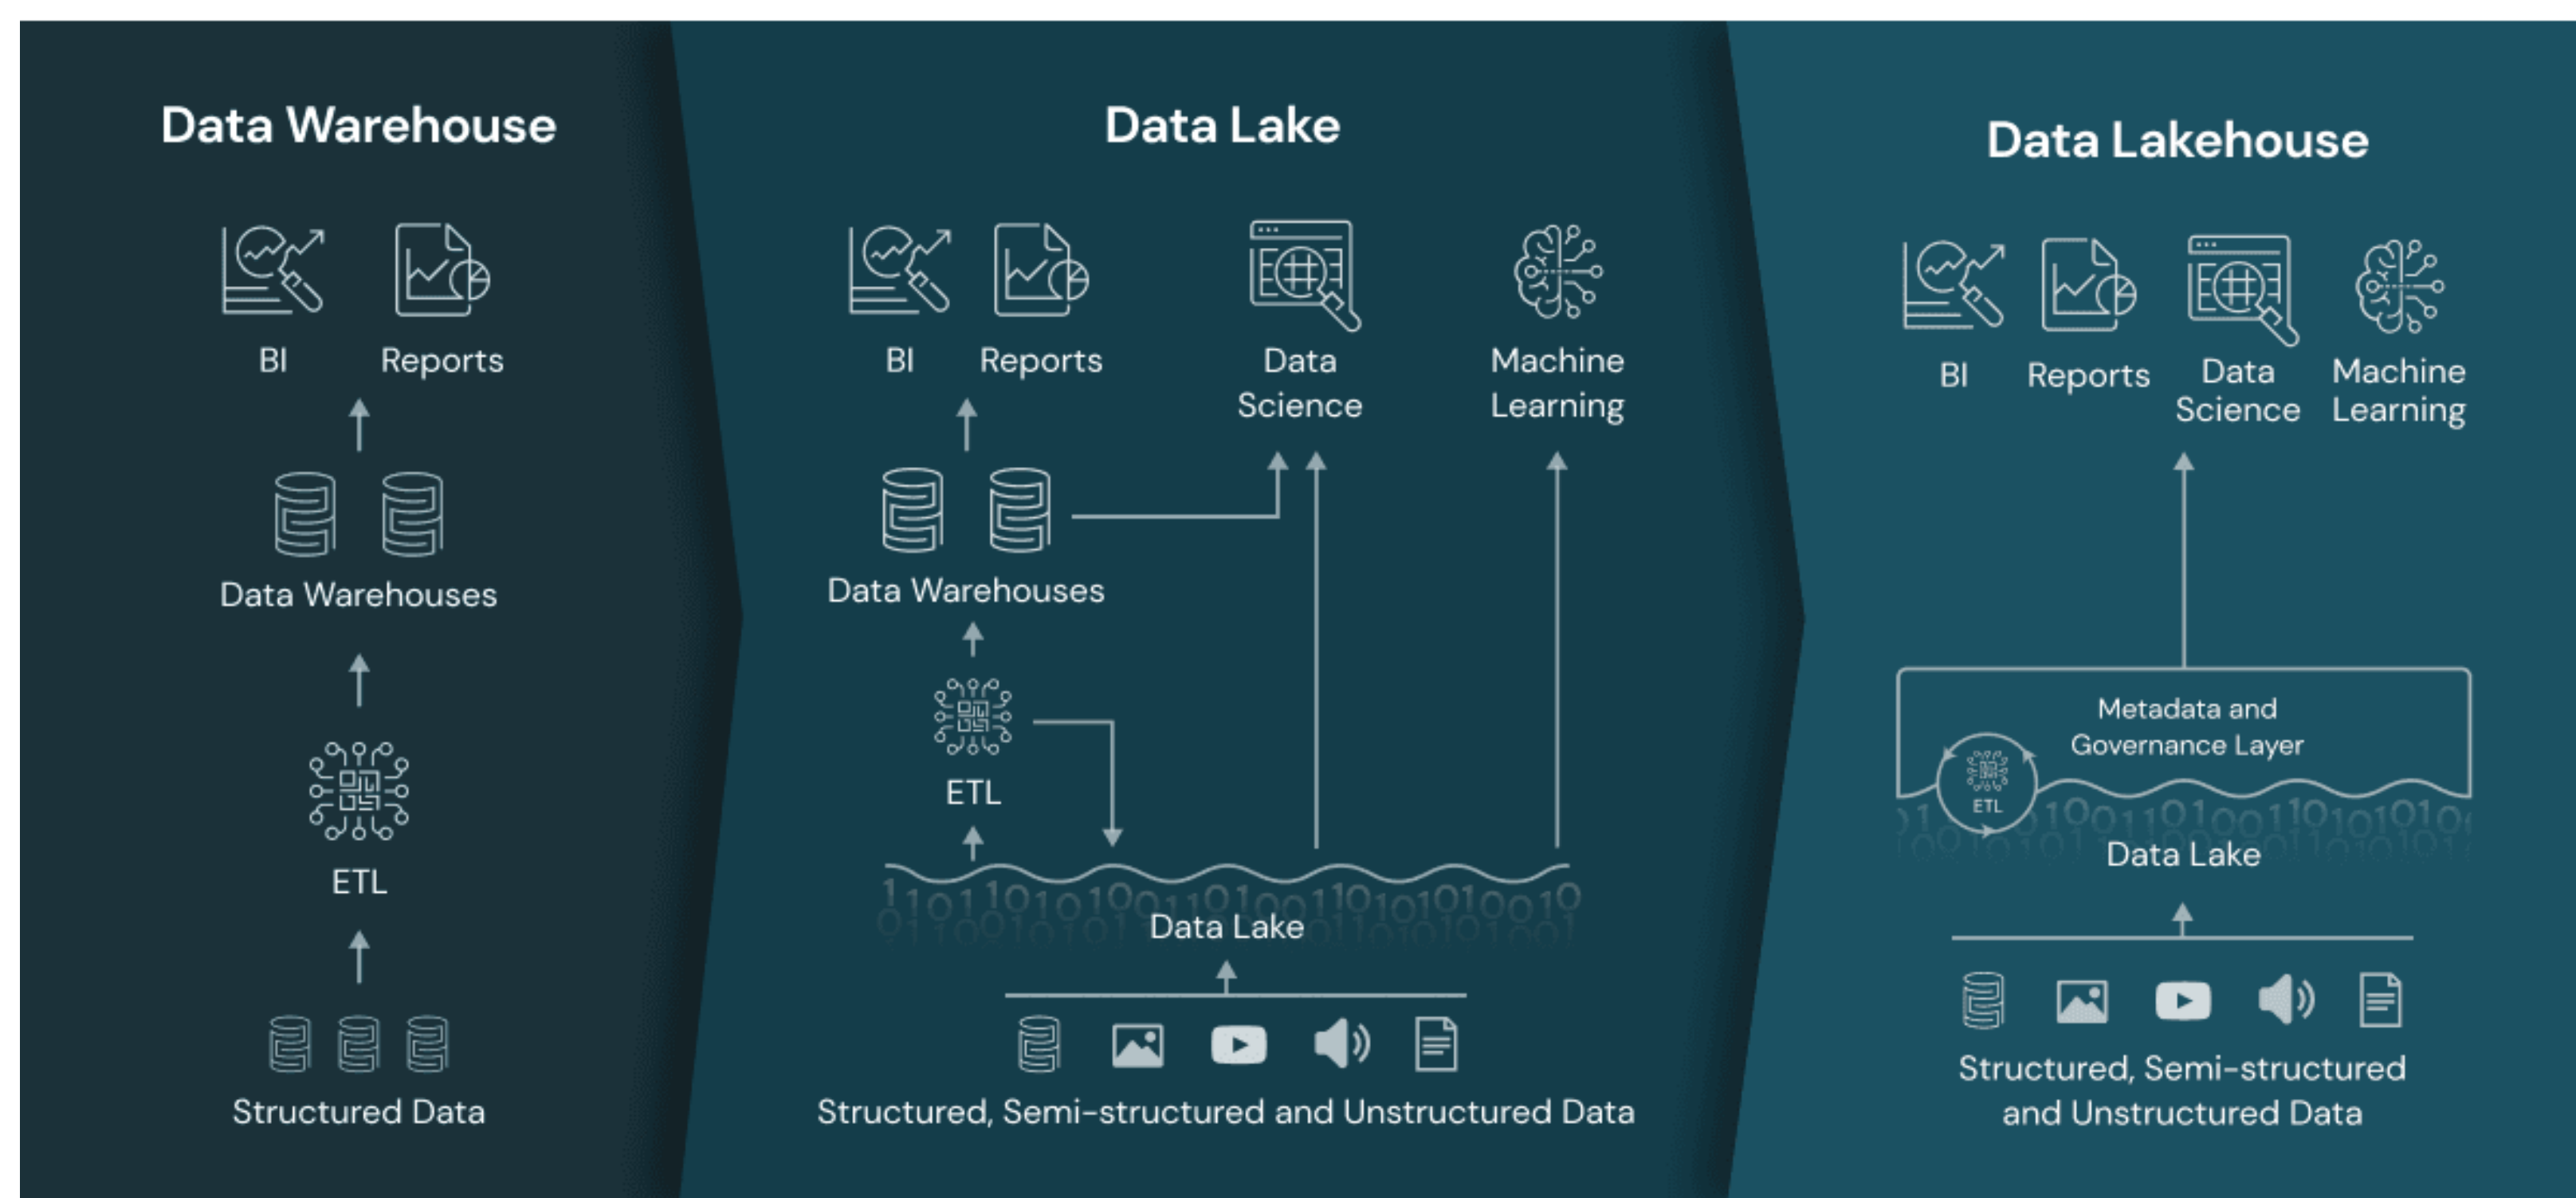 Data Warehouse
BI
Reports
Data Warehouses
ETL
Structured Data
Data Lake
BI
Reports
Data
Science
Machine
Learning
Data Warehouses
ETL
Data Lake
Structured, Semi-structured and Unstructured Data
Data Lakehouse
BI
Reports
Data
Science
Machine
Learning
Metadata and
Governance Layer
ETL
Data Lake
Structured, Semi-structured
and Unstructured Data